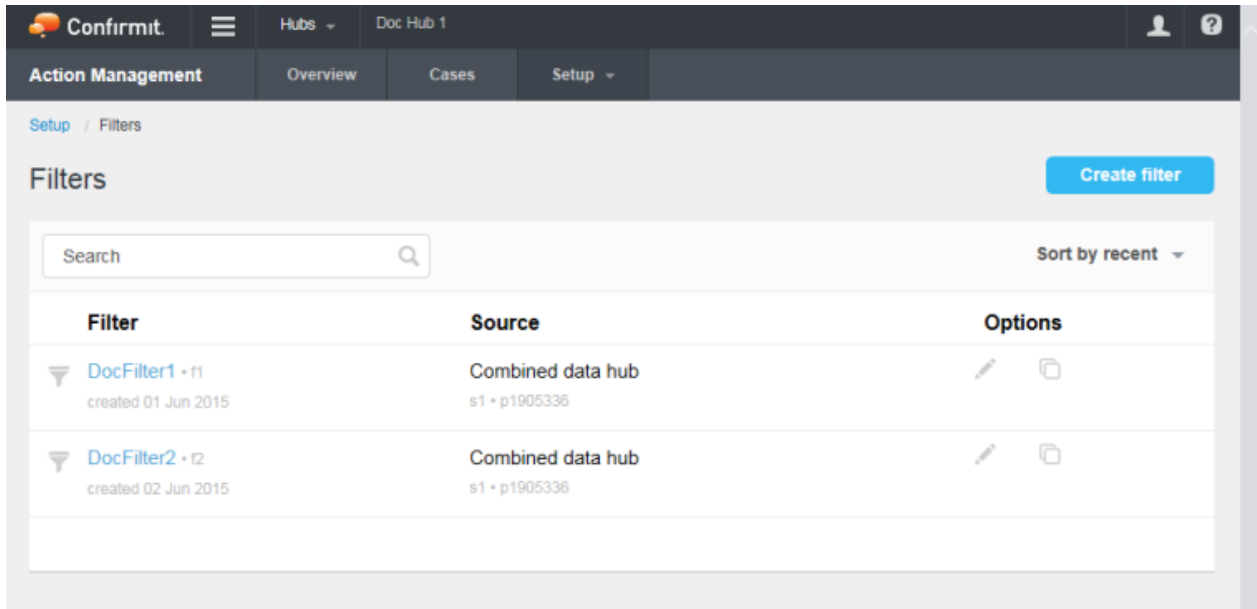 Confirmit. Hubs Doc Hub 1
Action Management Overview Cases Setup
Setup / Filters
Filters
Create filter
Search
Sort by recent
Filter Source Options
DocFilter1 • f1 Combined data hub
created 01 Jun 2015 s1 • p1905336
DocFilter2 • f2 Combined data hub
created 02 Jun 2015 s1 • p1905336